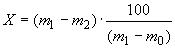 X = (m₁ − m₂) · 100 / (m₁ − m₀)